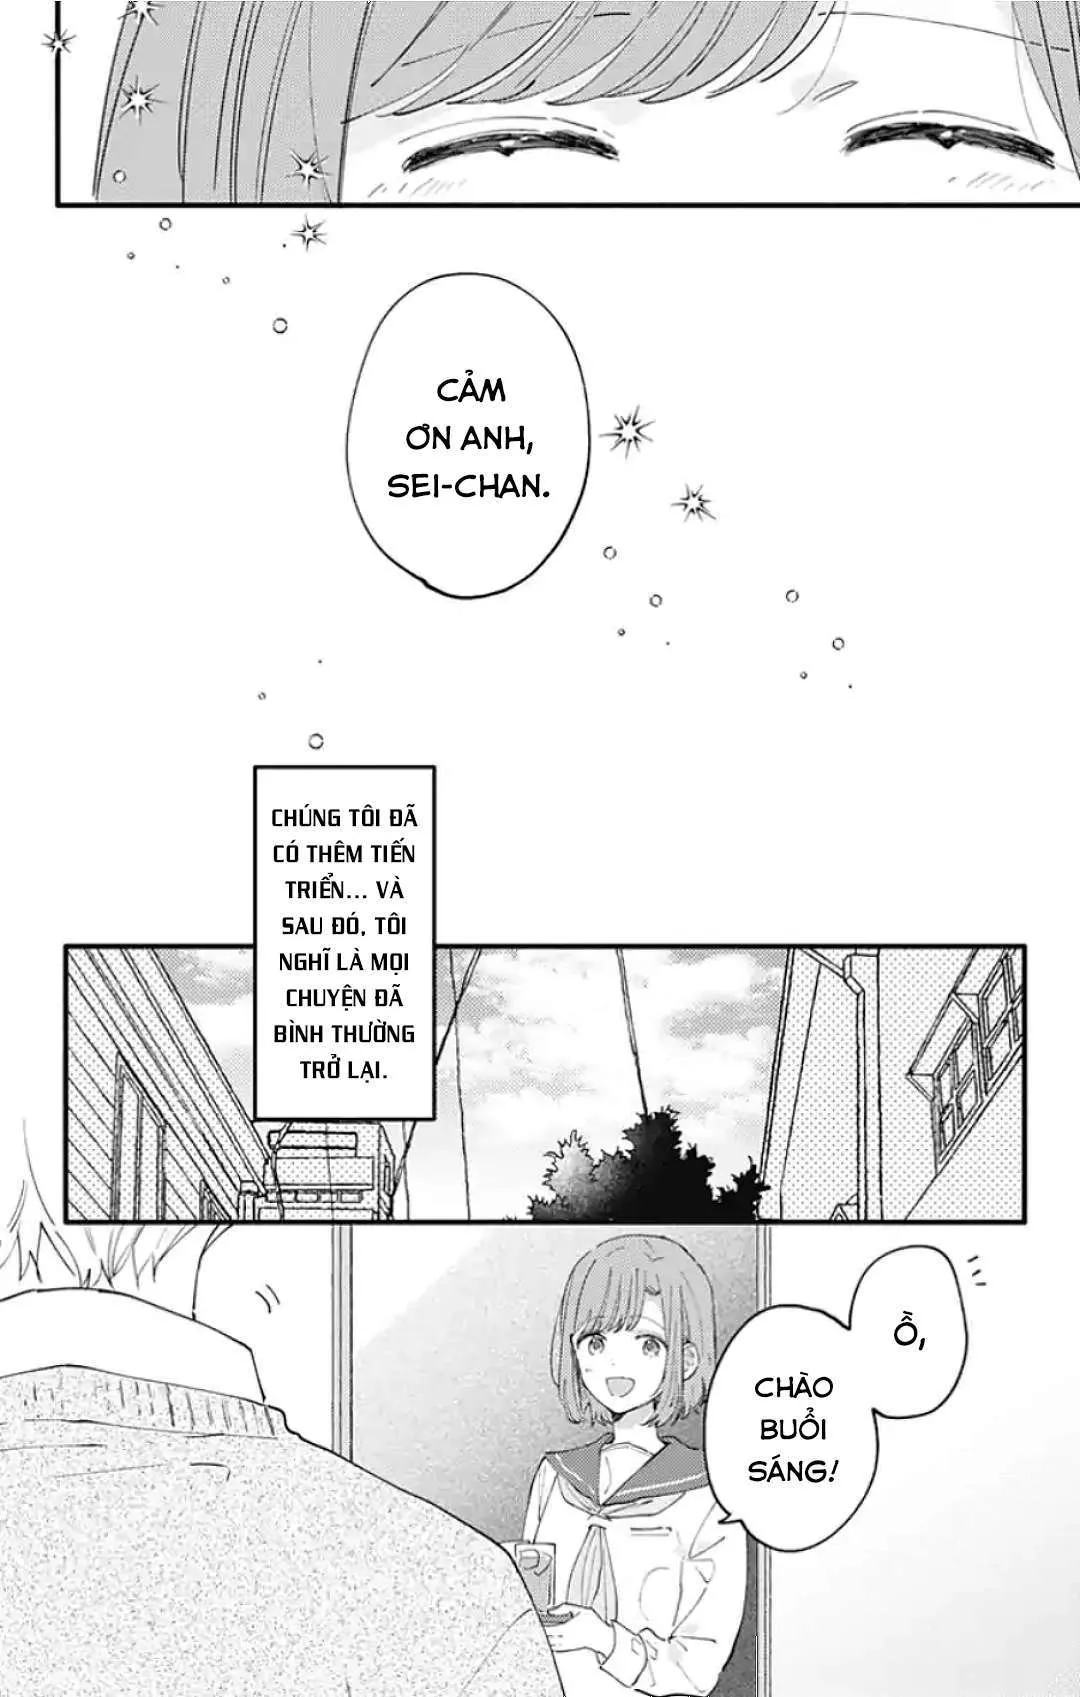 CẢM
ƠN ANH,
SEI-CHAN.
CHÚNG TÔI ĐÃ
CÓ THÊM TIẾN
TRIỂN... VÀ
SAU ĐÓ, TÔI
NGHĨ LÀ MỌI
CHUYỆN ĐÃ
BÌNH THƯỜNG
TRỞ LẠI.
Ồ,
CHÀO
BUỔI
SÁNG!